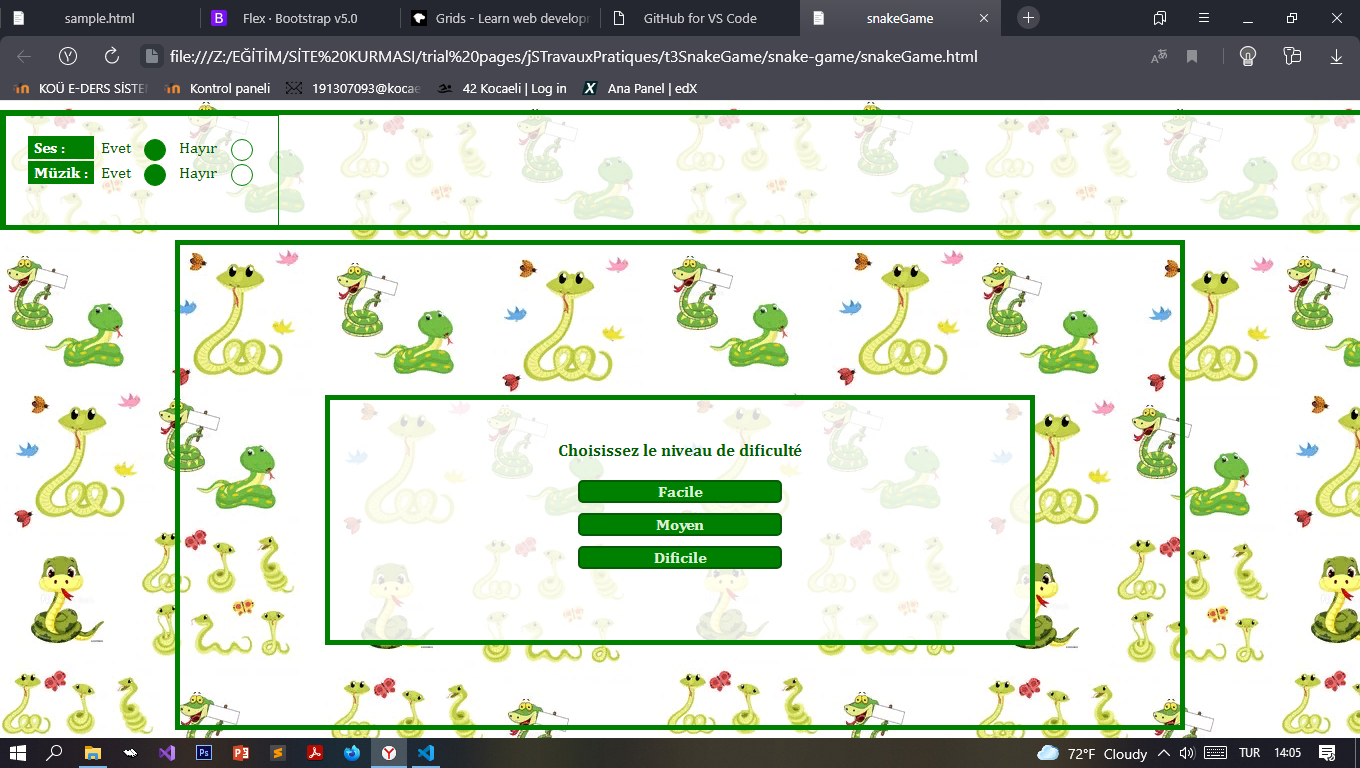 sample.html
Flex · Bootstrap v5.0
Grids - Learn web developr
GitHub for VS Code
snakeGame
file:///Z:/EĞİTİM/SİTE%20KURMASI/trial%20pages/jSTravauxPratiques/t3SnakeGame/snake-game/snakeGame.html
KOÜ E-DERS SİSTEM
Kontrol paneli
191307093@kocae
42 Kocaeli | Log in
Ana Panel | edX
Ses : Evet Hayır
Müzik : Evet Hayır
Choisissez le niveau de dificulté
Facile
Moyen
Dificile
72°F Cloudy
TUR
14:05